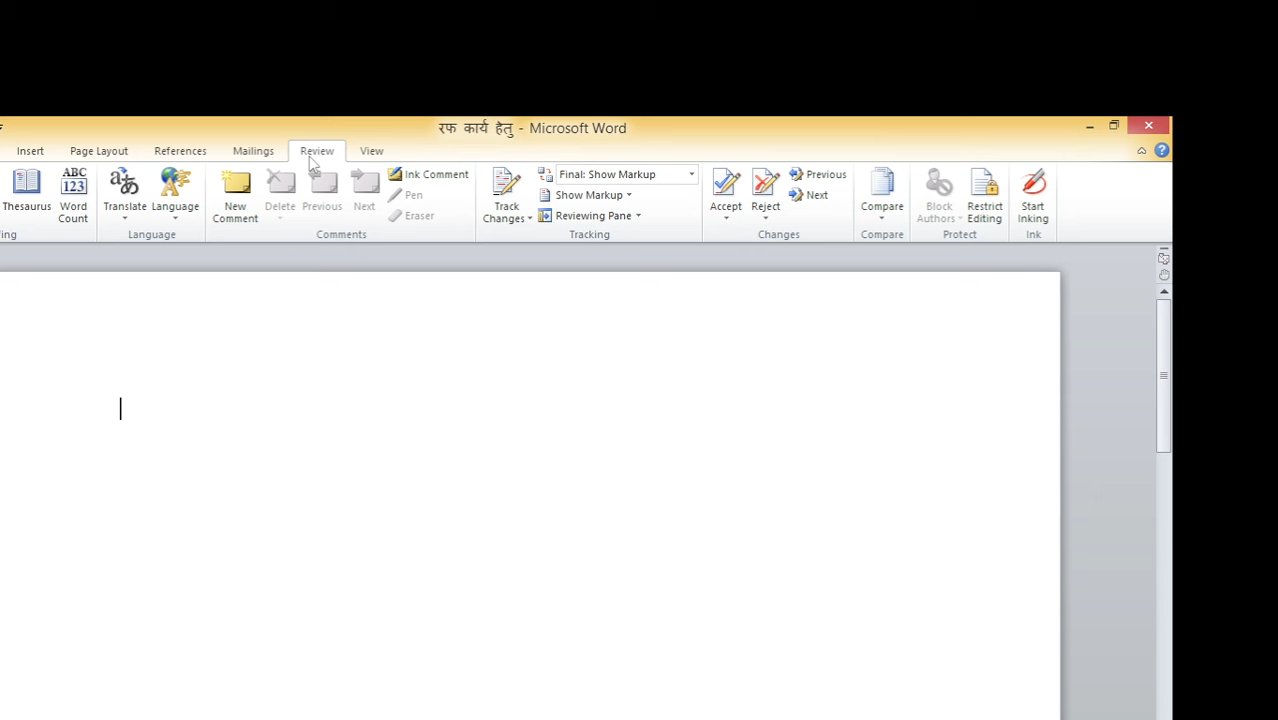 रफ कार्य हेतु - Microsoft Word
Insert Page Layout References Mailings Review View
Thesaurus Word Count Translate Language New Comment Delete Previous Next Ink Comment Pen Eraser Track Changes Final: Show Markup Show Markup Reviewing Pane Accept Reject Previous Next Compare Block Authors Restrict Editing Start Inking
ABC
123
ing Language Comments Tracking Changes Compare Protect Ink